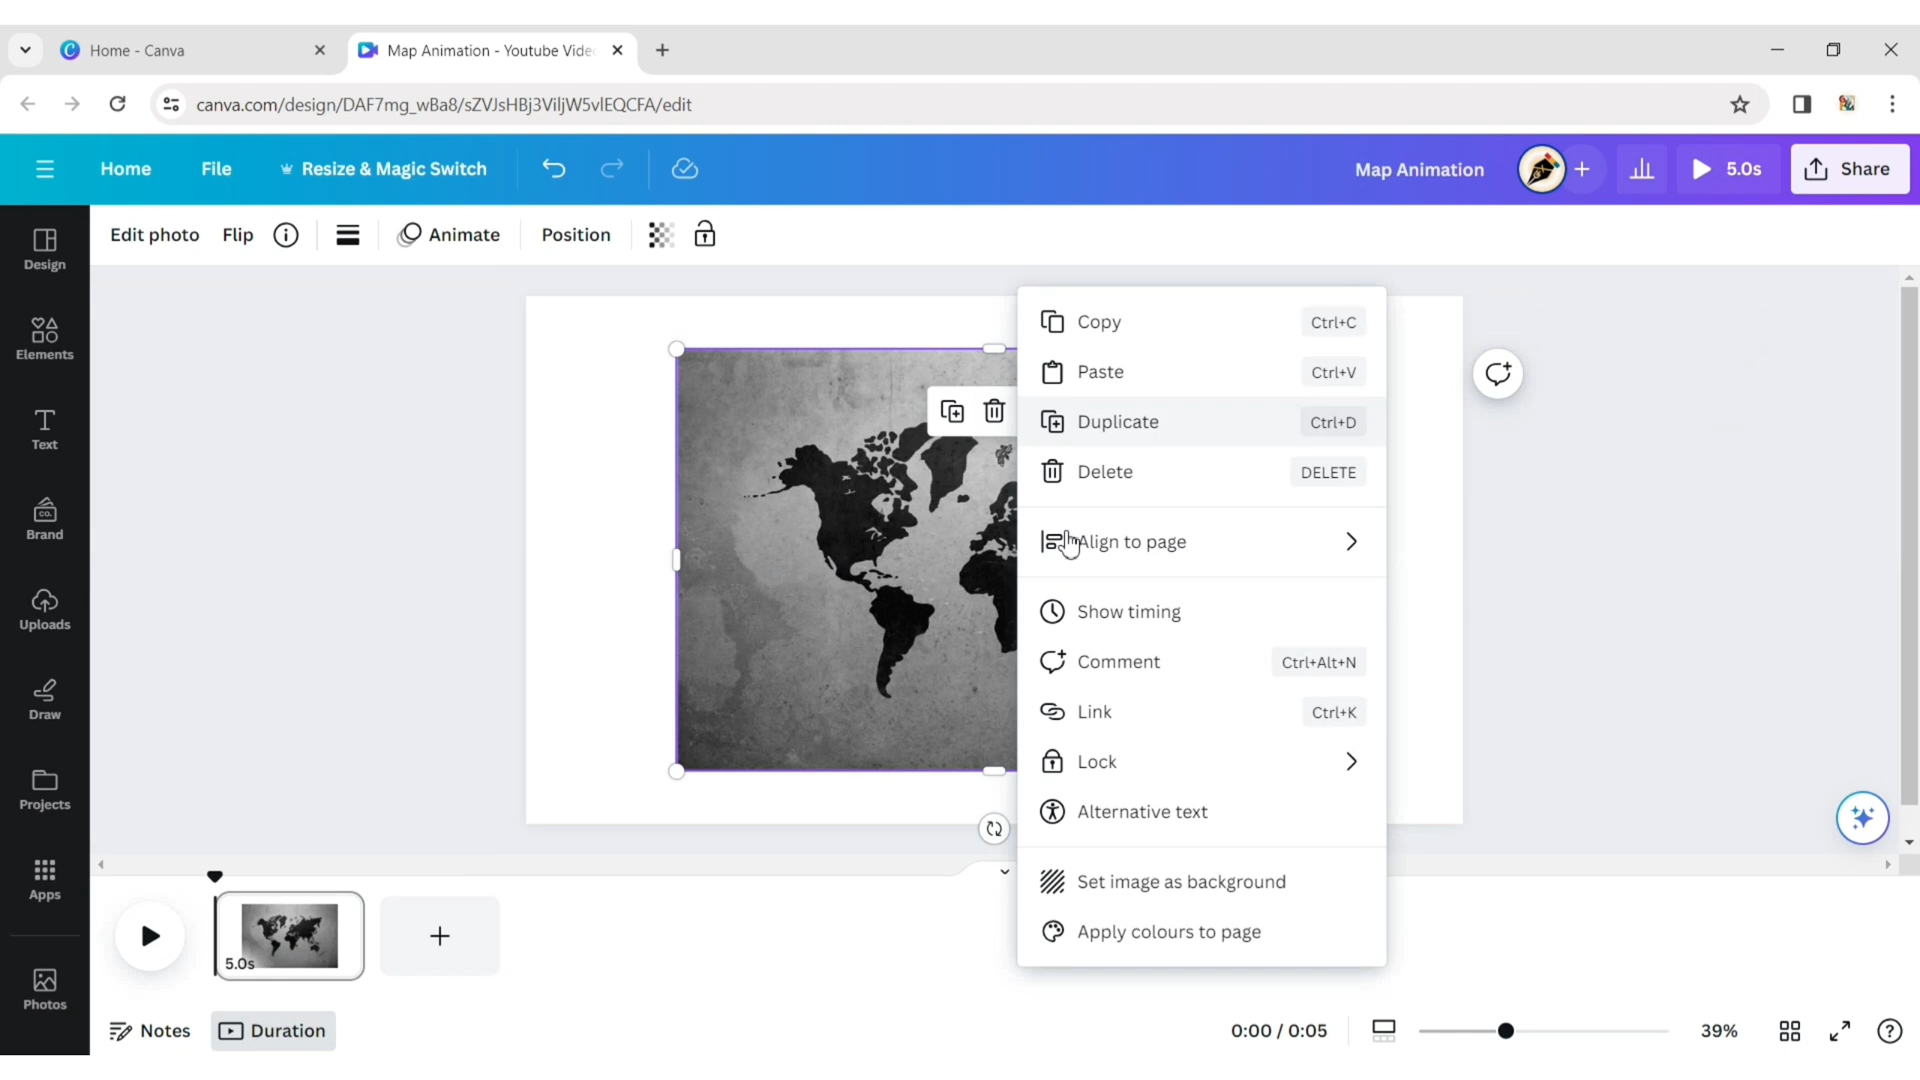 Home - Canva
Map Animation - Youtube Vide
canva.com/design/DAF7mg_wBa8/sZVJsHBj3ViljW5vlEQCFA/edit
Home
File
Resize & Magic Switch
Map Animation
5.0s
Share
Edit photo
Flip
Animate
Position
Design
Elements
Text
Brand
Uploads
Draw
Projects
Apps
Photos
CO.
Copy Ctrl+C
Paste Ctrl+V
Duplicate Ctrl+D
Delete DELETE
Align to page
Show timing
Comment Ctrl+Alt+N
Link Ctrl+K
Lock
Alternative text
Set image as background
Apply colours to page
5.0s
Notes
Duration
0:00 / 0:05
39%